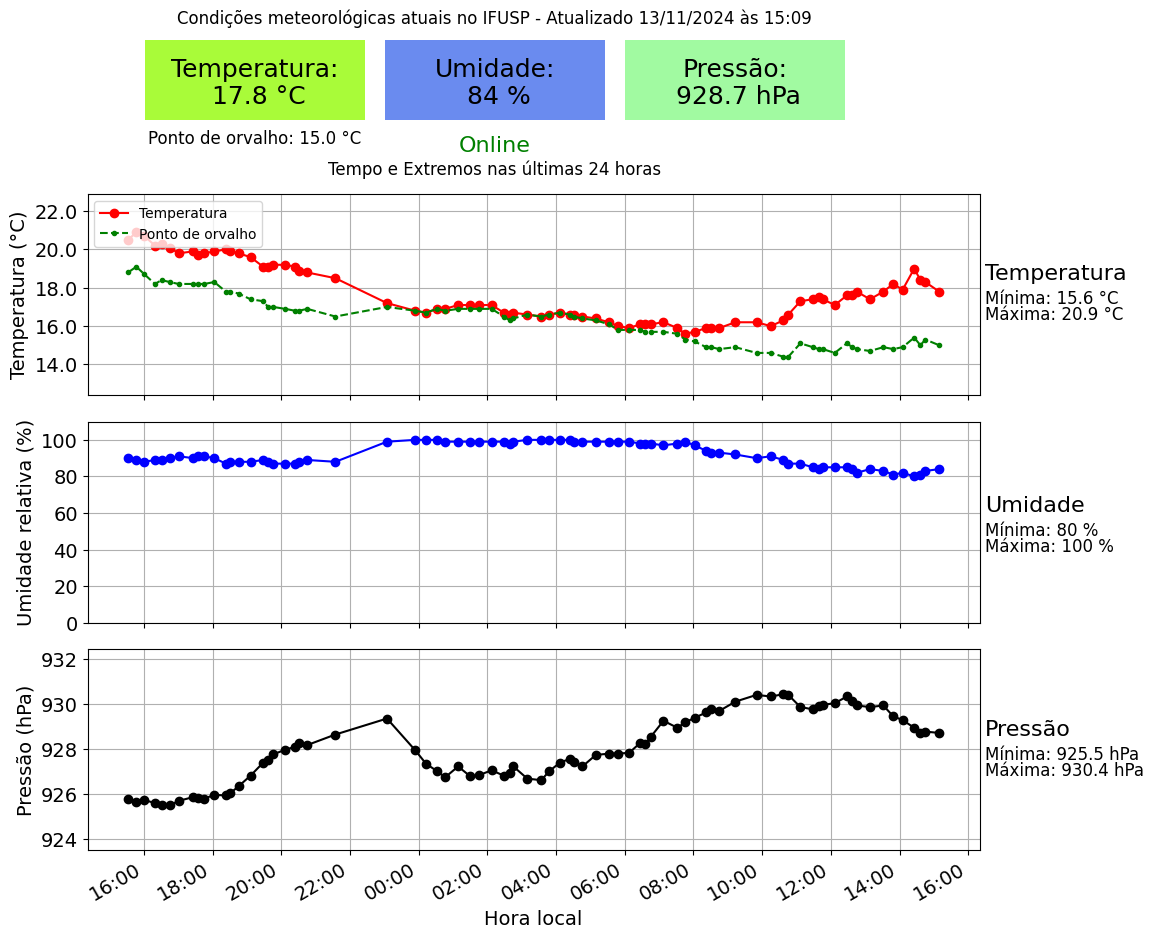 Condições meteorológicas atuais no IFUSP - Atualizado 13/11/2024 às 15:09
Temperatura:
17.8 °C
Umidade:
84 %
Pressão:
928.7 hPa
Ponto de orvalho: 15.0 °C
Online
Tempo e Extremos nas últimas 24 horas
Temperatura (°C)
22.0
20.0
18.0
16.0
14.0
Temperatura
Ponto de orvalho
Temperatura
Mínima: 15.6 °C
Máxima: 20.9 °C
Umidade relativa (%)
100
80
60
40
20
0
Umidade
Mínima: 80 %
Máxima: 100 %
Pressão (hPa)
932
930
928
926
924
Pressão
Mínima: 925.5 hPa
Máxima: 930.4 hPa
16:00 18:00 20:00 22:00 00:00 02:00 04:00 06:00 08:00 10:00 12:00 14:00 16:00
Hora local